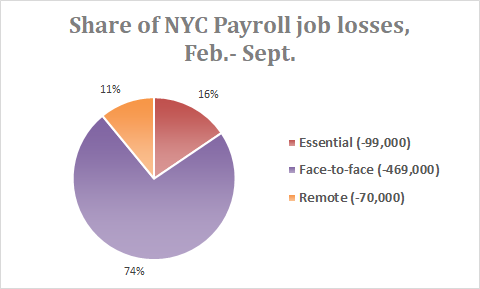 Share of NYC Payroll job losses,
Feb.- Sept.
11%
16%
Essential (-99,000)
Face-to-face (-469,000)
Remote (-70,000)
74%